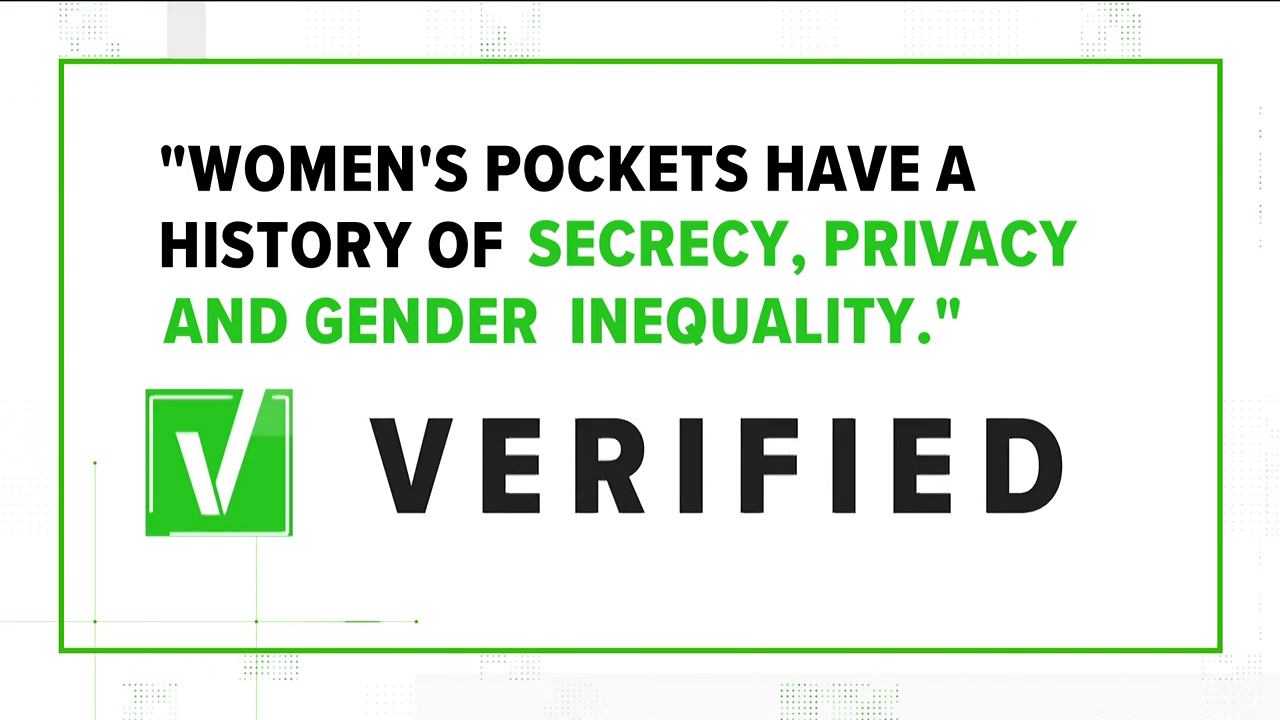 "WOMEN'S POCKETS HAVE A
HISTORY OF SECRECY, PRIVACY
AND GENDER INEQUALITY."
VERIFIED